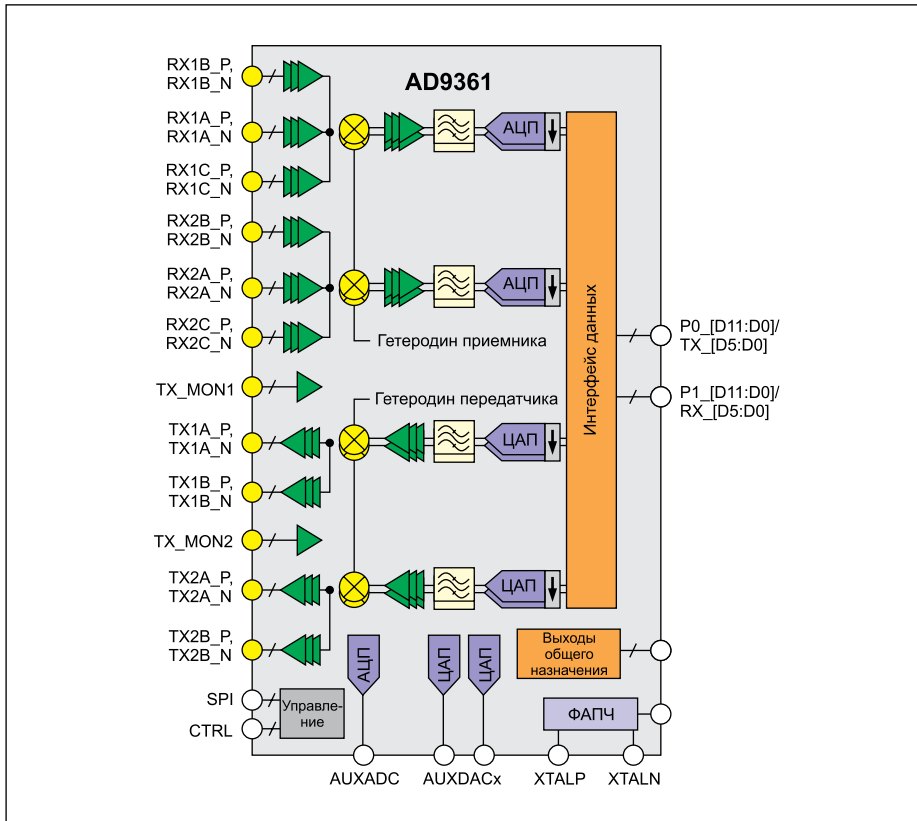 AD9361
RX1B_P,
RX1B_N
RX1A_P,
RX1A_N
RX1C_P,
RX1C_N
RX2B_P,
RX2B_N
RX2A_P,
RX2A_N
RX2C_P,
RX2C_N
TX_MON1
TX1A_P,
TX1A_N
TX1B_P,
TX1B_N
TX_MON2
TX2A_P,
TX2A_N
TX2B_P,
TX2B_N
SPI
CTRL
АЦП
АЦП
Гетеродин приемника
Гетеродин передатчика
ЦАП
ЦАП
Интерфейс данных
P0_[D11:D0]/
TX_[D5:D0]
P1_[D11:D0]/
RX_[D5:D0]
Управле-
ние
АЦП
ЦАП
ЦАП
Выходы
общего
назначения
ФАПЧ
AUXADC
AUXDACx
XTALP
XTALN